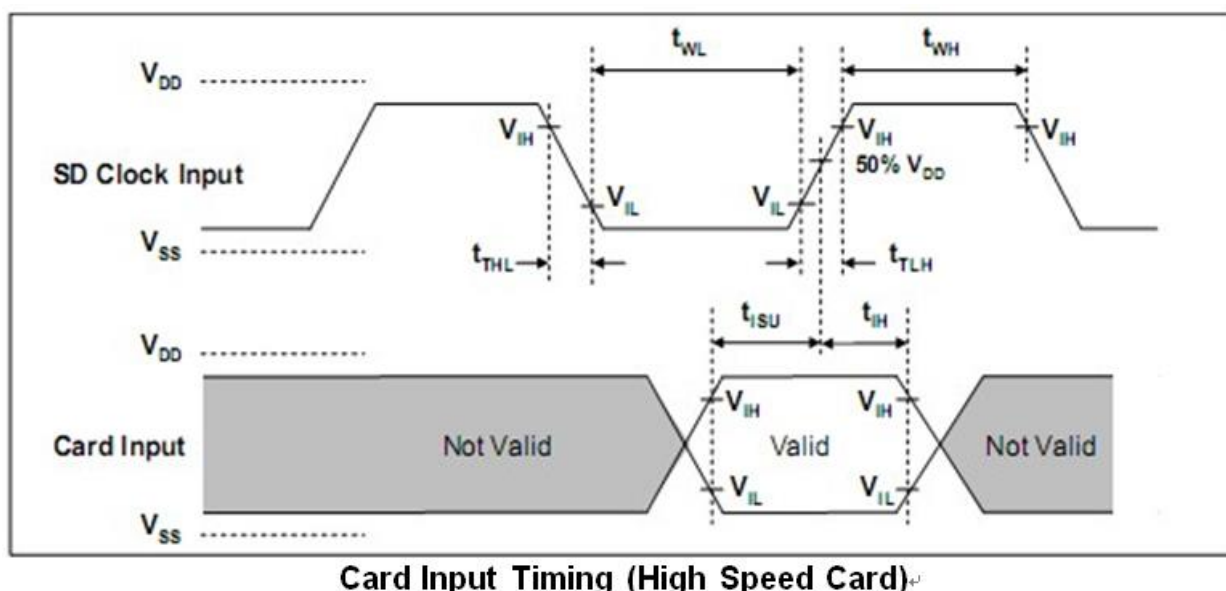 tWL tWH
VDD
VIH VIH VIH
50% VDD
SD Clock Input
VIL VIL
VSS
tTHL tTLH
tISU tIH
VDD
VIH VIH
Card Input Not Valid Valid Not Valid
VIL VIL
VSS
Card Input Timing (High Speed Card)↵